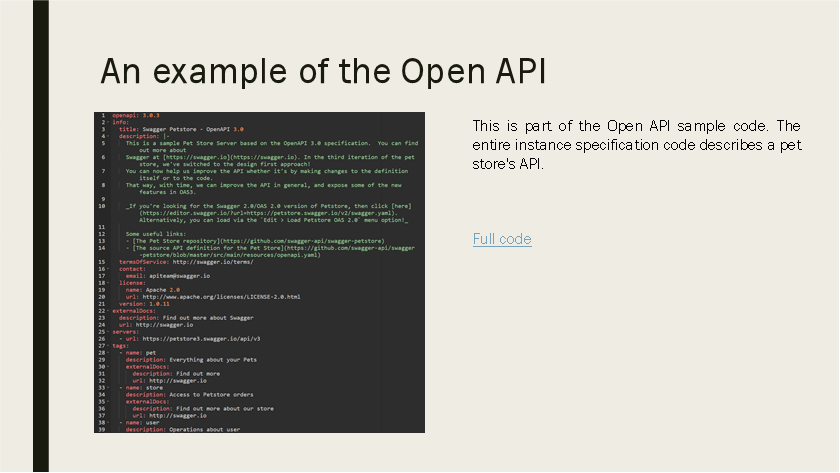 An example of the Open API
1 openapi: 3.0.3
2 info:
3 title: Swagger Petstore - OpenAPI 3.0
4 description: |-
5 This is a sample Pet Store Server based on the OpenAPI 3.0 specification. You can find
out more about
6 Swagger at [https://swagger.io](https://swagger.io). In the third iteration of the pet
store, we've switched to the design first approach!
7 You can now help us improve the API whether it's by making changes to the definition
itself or to the code.
8 That way, with time, we can improve the API in general, and expose some of the new
features in OAS3.
9
10 _If you're looking for the Swagger 2.0/OAS 2.0 version of Petstore, then click [here]
(https://editor.swagger.io/?url=https://petstore.swagger.io/v2/swagger.yaml).
Alternatively, you can load via the `Edit > Load Petstore OAS 2.0` menu option!_
11
12 Some useful links:
13 - [The Pet Store repository](https://github.com/swagger-api/swagger-petstore)
14 - [The source API definition for the Pet Store](https://github.com/swagger-api/swagger
-petstore/blob/master/src/main/resources/openapi.yaml)
15 termsOfService: http://swagger.io/terms/
16 contact:
17 email: apiteam@swagger.io
18 license:
19 name: Apache 2.0
20 url: http://www.apache.org/licenses/LICENSE-2.0.html
21 version: 1.0.11
22 externalDocs:
23 description: Find out more about Swagger
24 url: http://swagger.io
25 servers:
26 - url: https://petstore3.swagger.io/api/v3
27 tags:
28 - name: pet
29 description: Everything about your Pets
30 externalDocs:
31 description: Find out more
32 url: http://swagger.io
33 - name: store
34 description: Access to Petstore orders
35 externalDocs:
36 description: Find out more about our store
37 url: http://swagger.io
38 - name: user
39 description: Operations about user
This is part of the Open API sample code. The
entire instance specification code describes a pet
store's API.
Full code